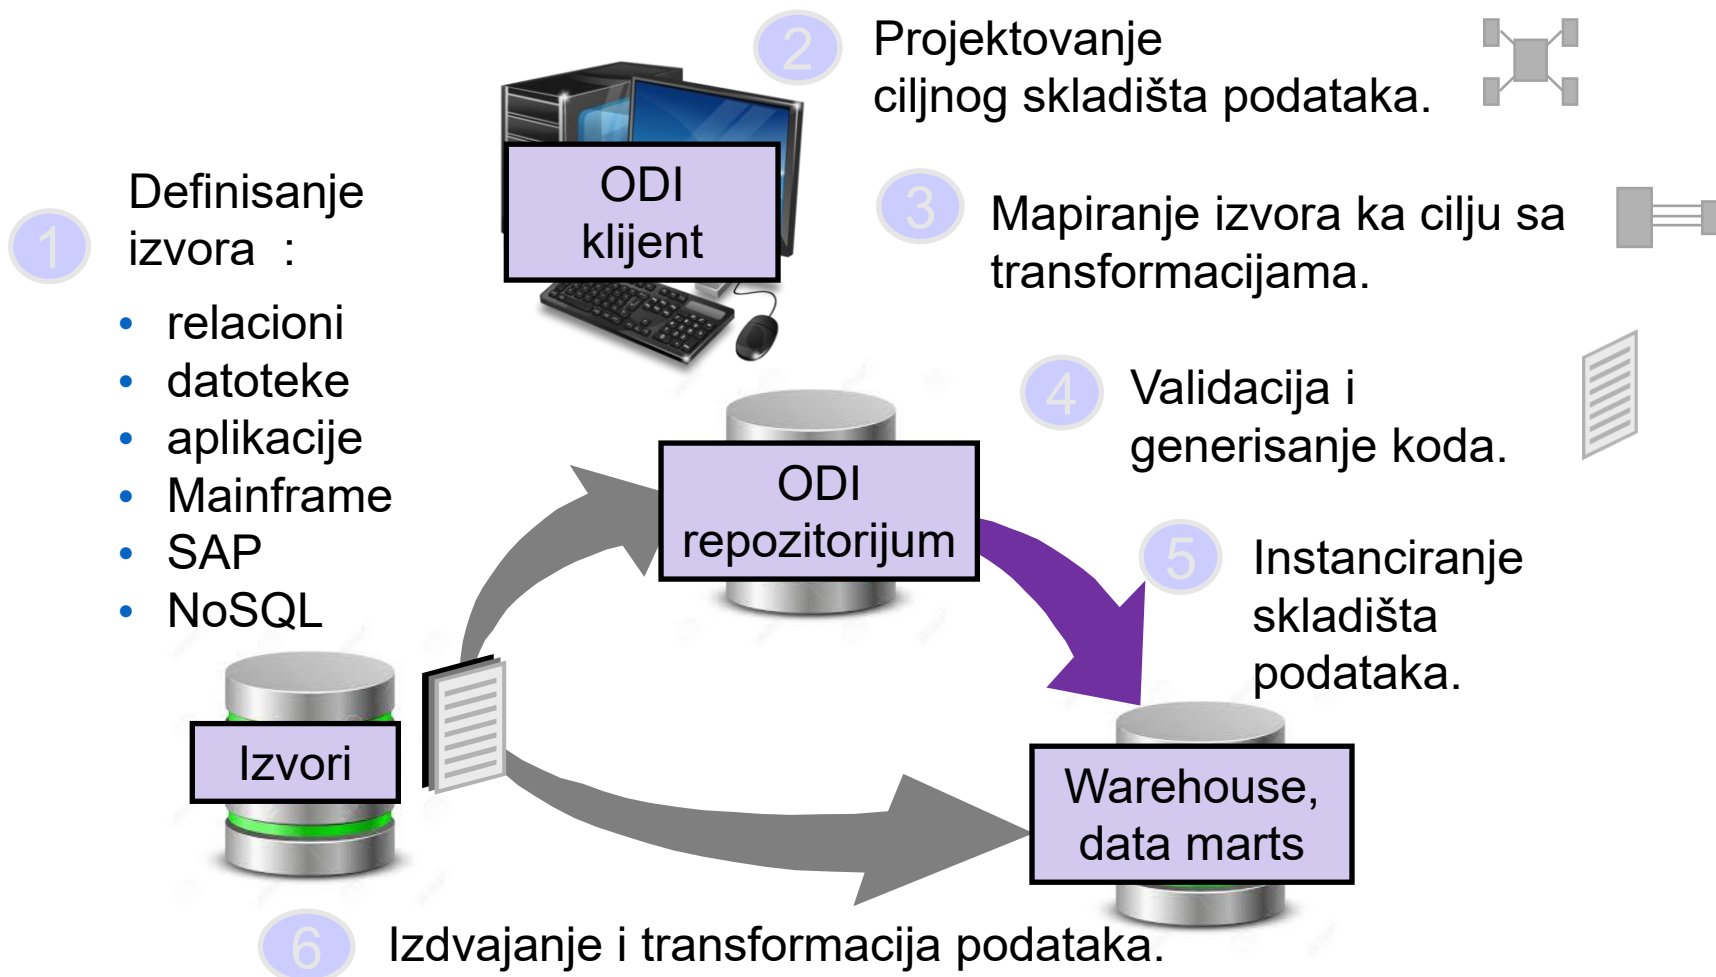 1
Definisanje
izvora :
• relacioni
• datoteke
• aplikacije
• Mainframe
• SAP
• NoSQL
2
Projektovanje
ciljnog skladišta podataka.
ODI
klijent
3
Mapiranje izvora ka cilju sa
transformacijama.
4
Validacija i
generisanje koda.
ODI
repozitorijum
5
Instanciranje
skladišta
podataka.
Izvori
Warehouse,
data marts
6
Izdvajanje i transformacija podataka.